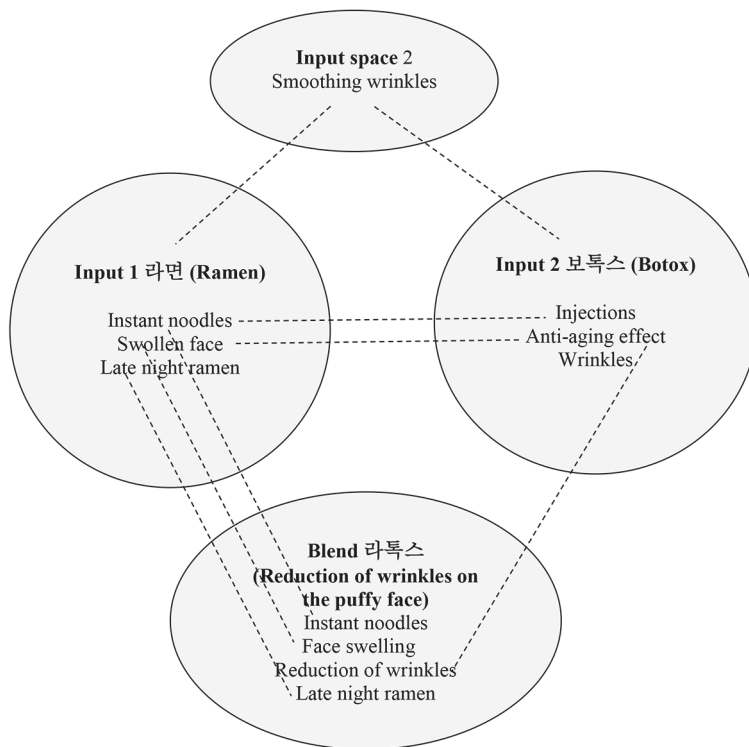 Input space 2
Smoothing wrinkles
Input 1 라면 (Ramen)
Instant noodles
Swollen face
Late night ramen
Input 2 보톡스 (Botox)
Injections
Anti-aging effect
Wrinkles
Blend 라톡스
(Reduction of wrinkles on
the puffy face)
Instant noodles
Face swelling
Reduction of wrinkles
Late night ramen